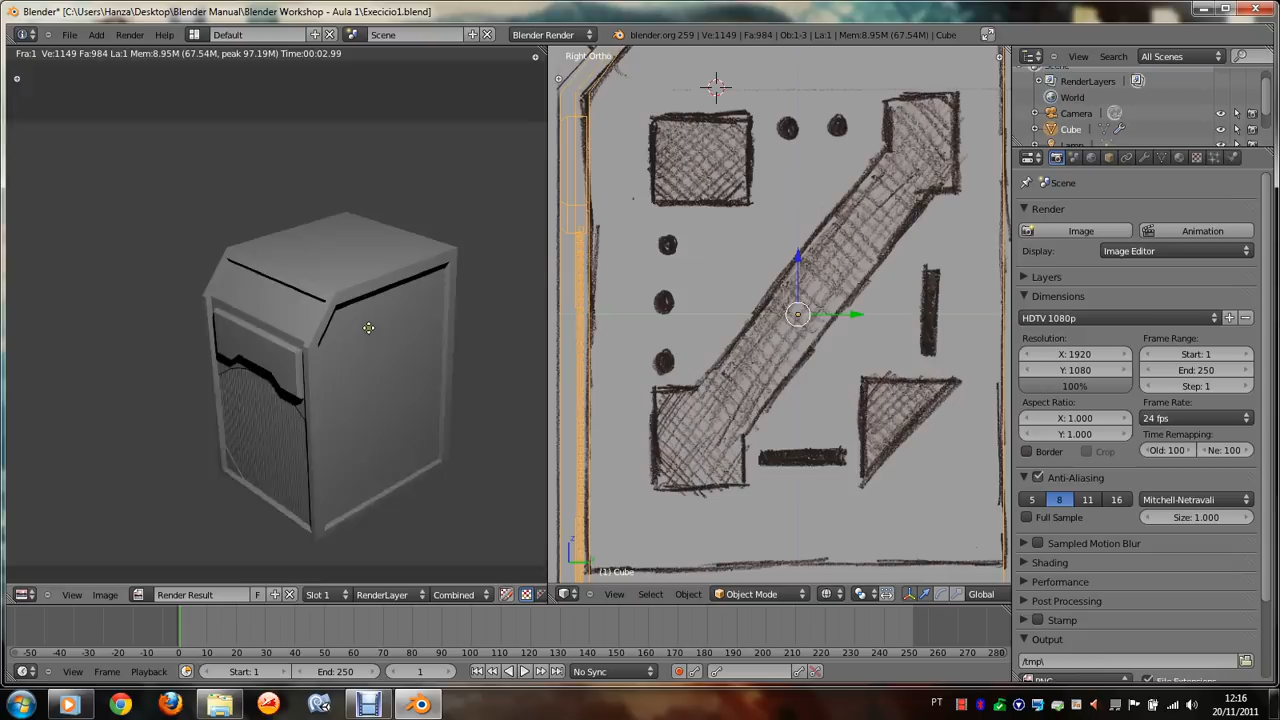 Blender* [C:\Users\Hanza\Desktop\Blender Manual\Blender Workshop - Aula 1\Execicio1.blend]
File Add Render Help Default Scene Blender Render blender.org 259 | Ve:1149 | Fa:984 | Ob:1-3 | La:1 | Mem:8.95M (67.54M) | Cube
View Search All Scenes
Fra:1 Ve:1149 Fa:984 La:1 Mem:8.95M (67.54M, peak 97.19M) Time:00:02.99
Right Ortho
RenderLayers
World
Camera
Cube
Scene
Render
Image Animation
Display: Image Editor
Layers
Dimensions
HDTV 1080p
Resolution: Frame Range:
X: 1920 Start: 1
Y: 1080 End: 250
100% Step: 1
Aspect Ratio: Frame Rate:
X: 1.000 24 fps
Y: 1.000 Time Remapping:
Border Crop Old: 100 Ne: 100
Anti-Aliasing
5 8 11 16 Mitchell-Netravali
Full Sample Size: 1.000
Sampled Motion Blur
Shading
Performance
Post Processing
Stamp
Output
/tmp\
z
(1) Cube
View Image Render Result F Slot 1 RenderLayer Combined
View Select Object Object Mode Global
-50 -40 -30 -20 -10 0 10 20 30 40 50 60 70 80 90 100 110 120 130 140 150 160 170 180 190 200 210 220 230 240 250 260 270 280
View Frame Playback Start: 1 End: 250 1 No Sync
PT
12:16
20/11/2011